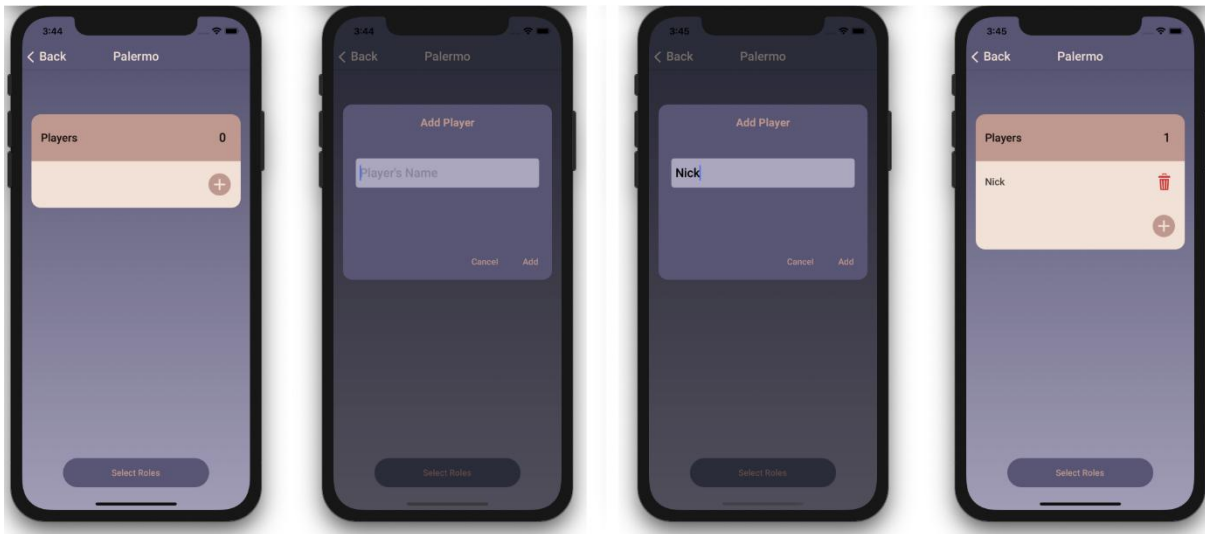 3:44
Back Palermo
Players 0
Select Roles
3:44
Back Palermo
Add Player
Player's Name
Cancel Add
Select Roles
3:45
Back Palermo
Add Player
Nick
Cancel Add
Select Roles
3:45
Back Palermo
Players 1
Nick
Select Roles